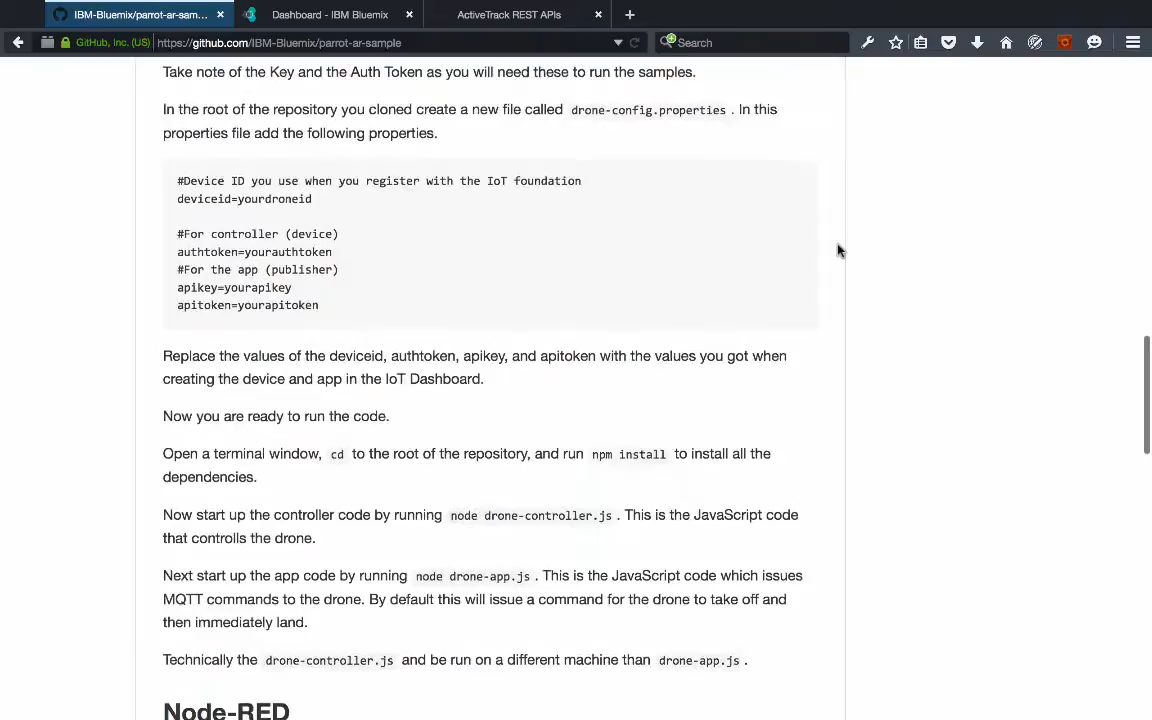 IBM-Bluemix/parrot-ar-sam...
Dashboard - IBM Bluemix
ActiveTrack REST APIs
GitHub, Inc. (US)
https://github.com/IBM-Bluemix/parrot-ar-sample
Search
Take note of the Key and the Auth Token as you will need these to run the samples.
In the root of the repository you cloned create a new file called drone-config.properties . In this
properties file add the following properties.
#Device ID you use when you register with the IoT foundation
deviceid=yourdroneid
#For controller (device)
authtoken=yourauthtoken
#For the app (publisher)
apikey=yourapikey
apitoken=yourapitoken
Replace the values of the deviceid, authtoken, apikey, and apitoken with the values you got when
creating the device and app in the IoT Dashboard.
Now you are ready to run the code.
Open a terminal window, cd to the root of the repository, and run npm install to install all the
dependencies.
Now start up the controller code by running node drone-controller.js . This is the JavaScript code
that controlls the drone.
Next start up the app code by running node drone-app.js . This is the JavaScript code which issues
MQTT commands to the drone. By default this will issue a command for the drone to take off and
then immediately land.
Technically the drone-controller.js and be run on a different machine than drone-app.js .
Node-RED